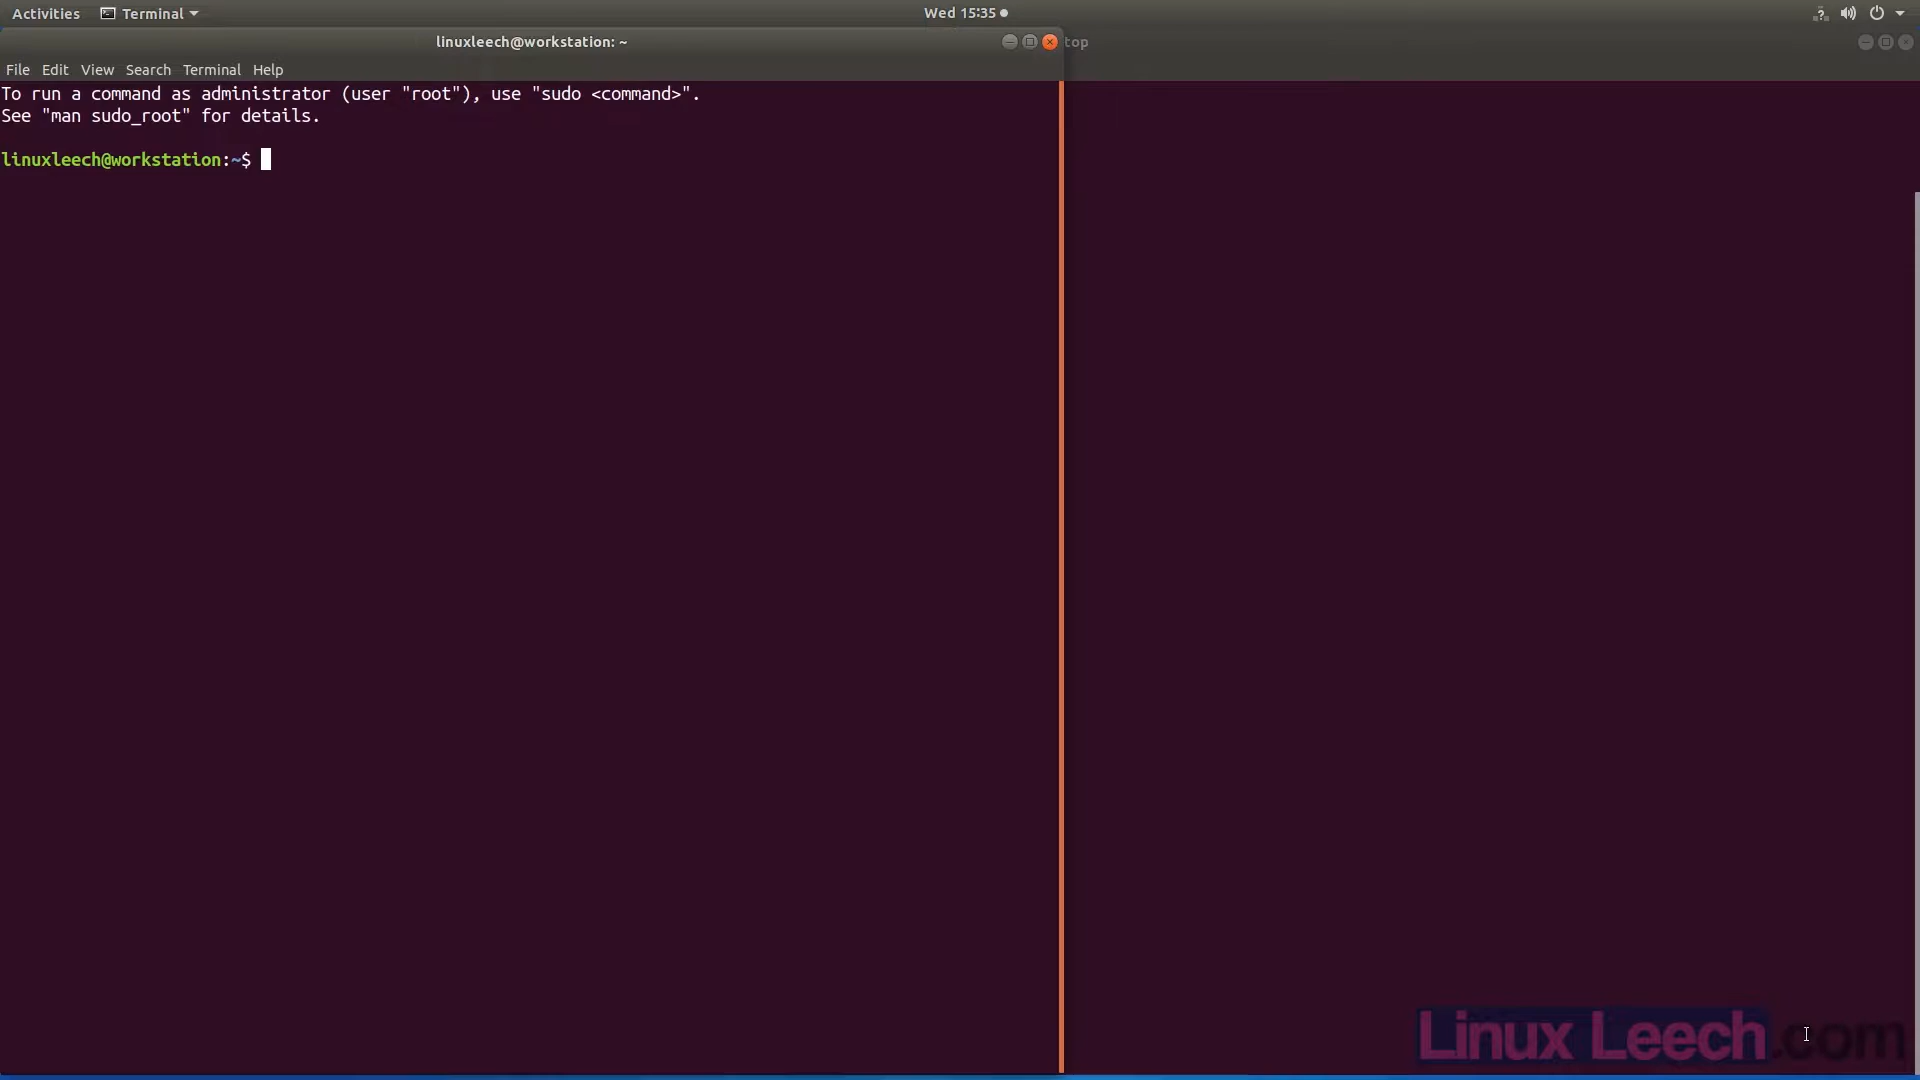 Activities Terminal Wed 15:35
linuxleech@workstation: ~ top
File Edit View Search Terminal Help
To run a command as administrator (user "root"), use "sudo <command>".
See "man sudo_root" for details.
linuxleech@workstation:~$
Linux Leech.com